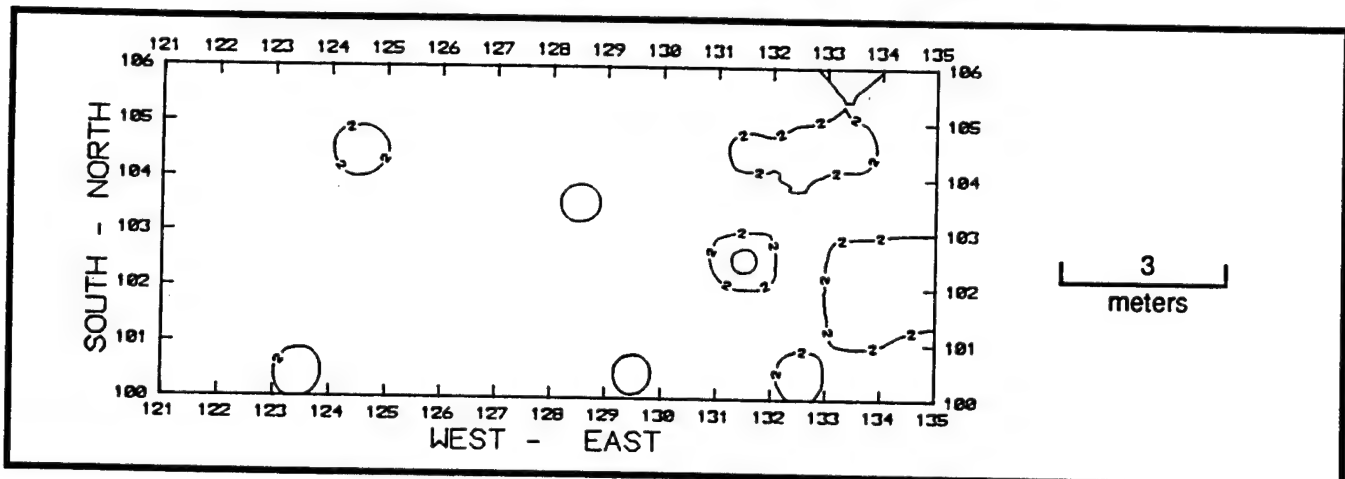 121 122 123 124 125 126 127 128 129 130 131 132 133 134 135
106 106
105 2 2 2 2 2 105
2 2 2
104 2 2 104
103 2 2 2 103
2 2
102 2 2 2 102
101 2 2 101
2 2 2 2
100 100
121 122 123 124 125 126 127 128 129 130 131 132 133 134 135
SOUTH - NORTH
WEST - EAST
3
meters